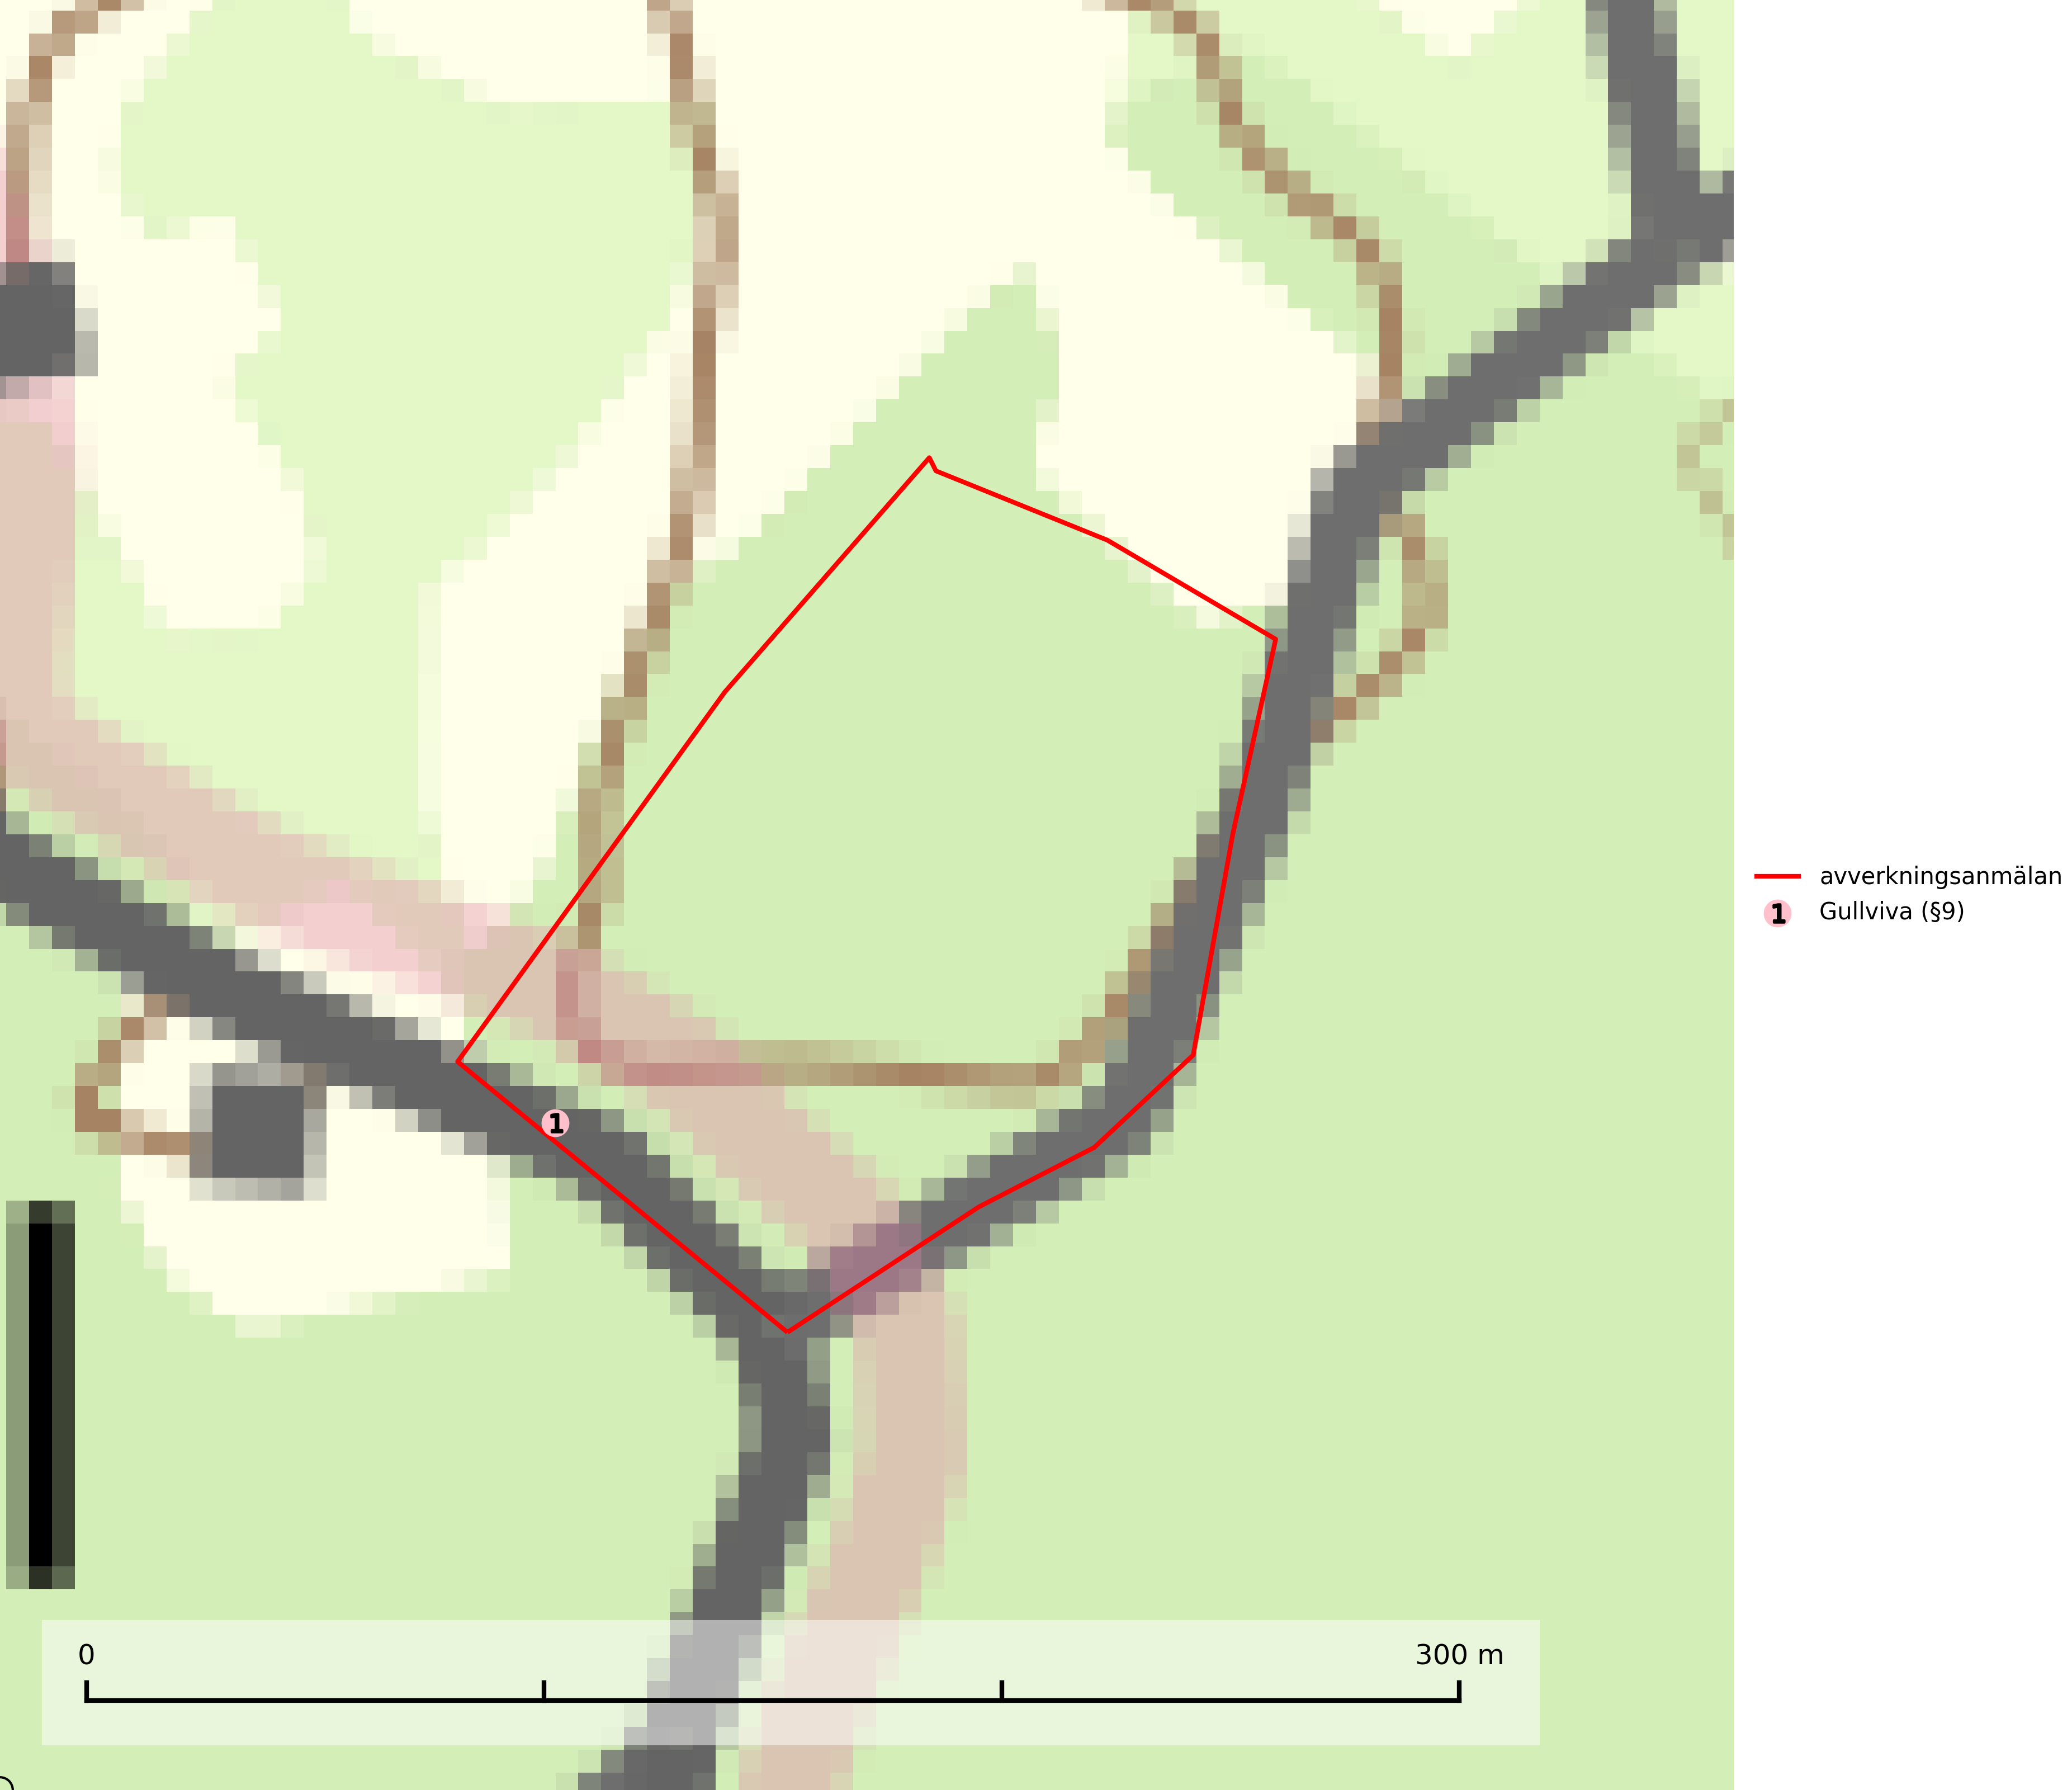 1
avverkningsanmälan
1 Gullviva (§9)
0 300 m